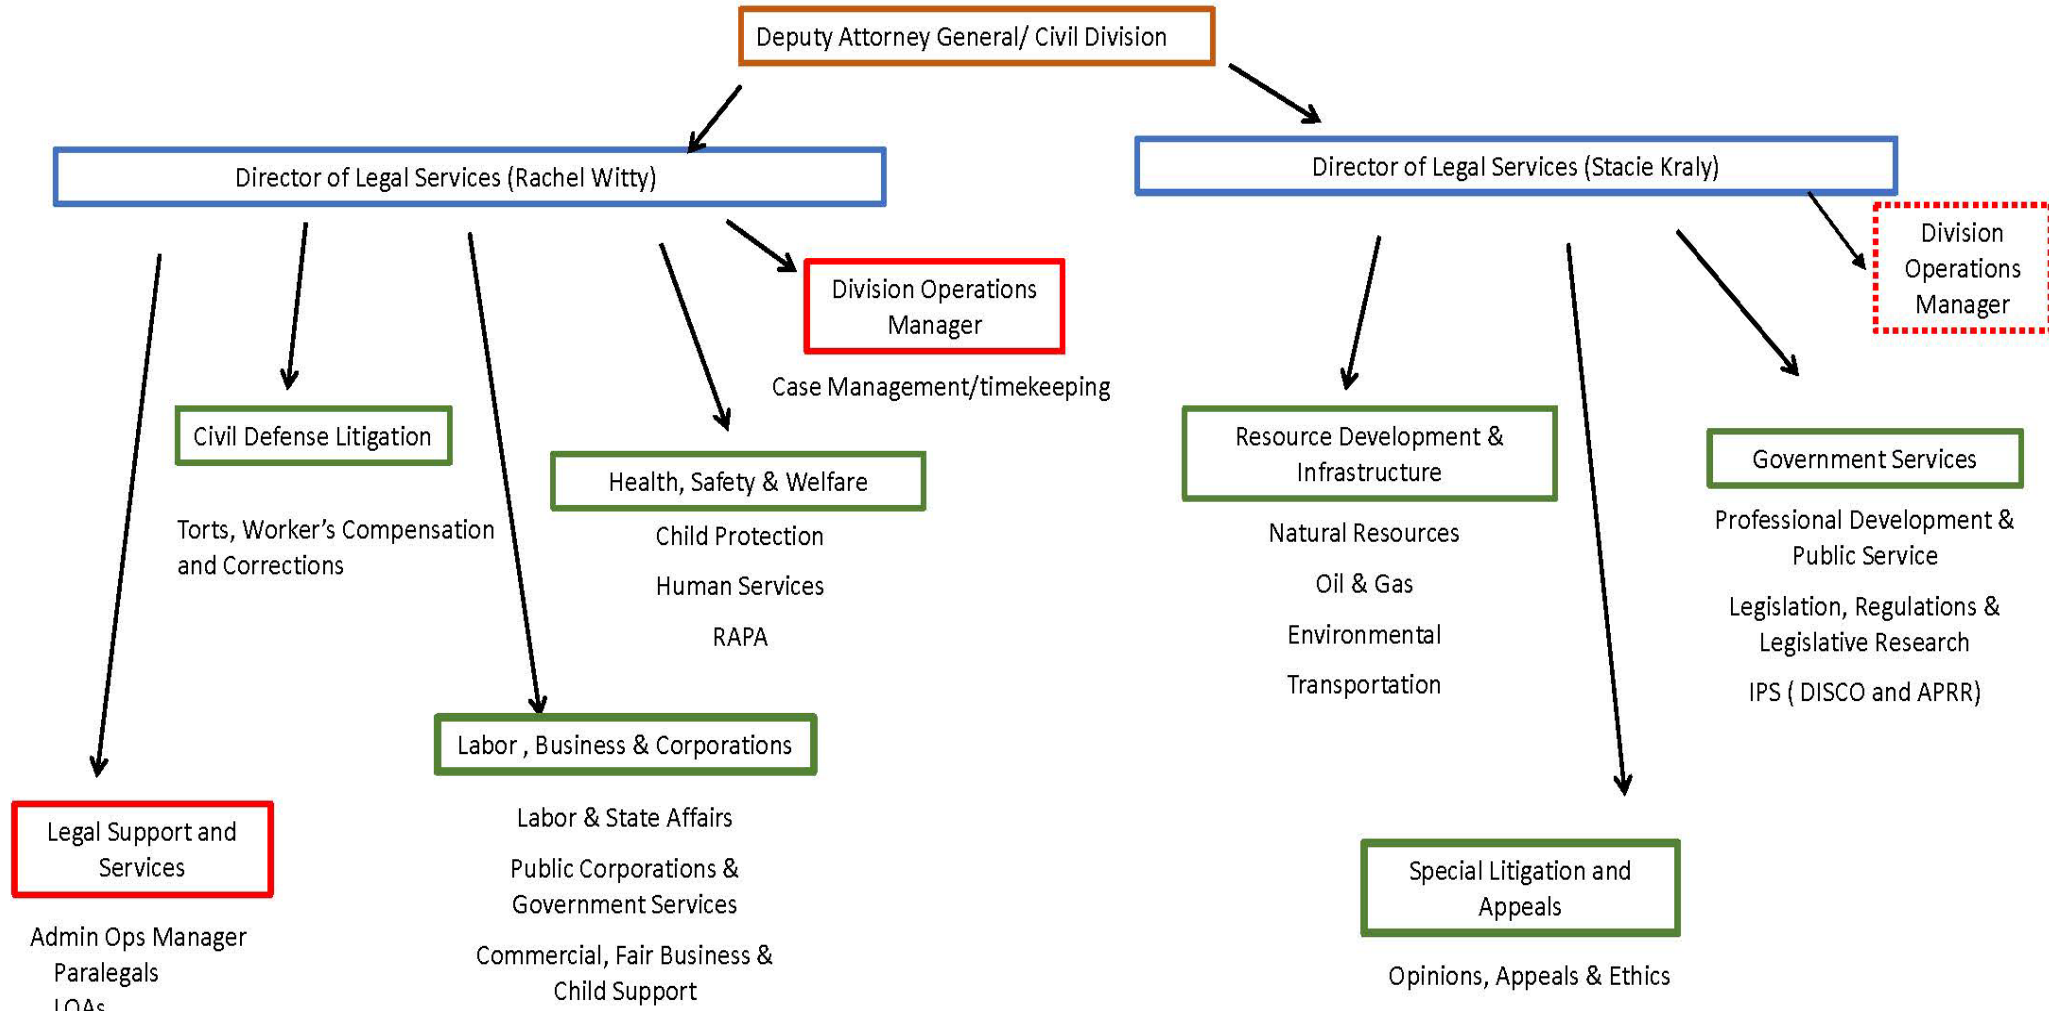 Deputy Attorney General/ Civil Division
Director of Legal Services (Rachel Witty)
Director of Legal Services (Stacie Kraly)
Division Operations
Manager
Case Management/timekeeping
Division
Operations
Manager
Civil Defense Litigation
Torts, Worker’s Compensation
and Corrections
Health, Safety & Welfare
Child Protection
Human Services
RAPA
Resource Development &
Infrastructure
Natural Resources
Oil & Gas
Environmental
Transportation
Government Services
Professional Development &
Public Service
Legislation, Regulations &
Legislative Research
IPS ( DISCO and APRR)
Labor , Business & Corporations
Labor & State Affairs
Public Corporations &
Government Services
Commercial, Fair Business &
Child Support
Legal Support and
Services
Admin Ops Manager
Paralegals
LOAs
Special Litigation and
Appeals
Opinions, Appeals & Ethics